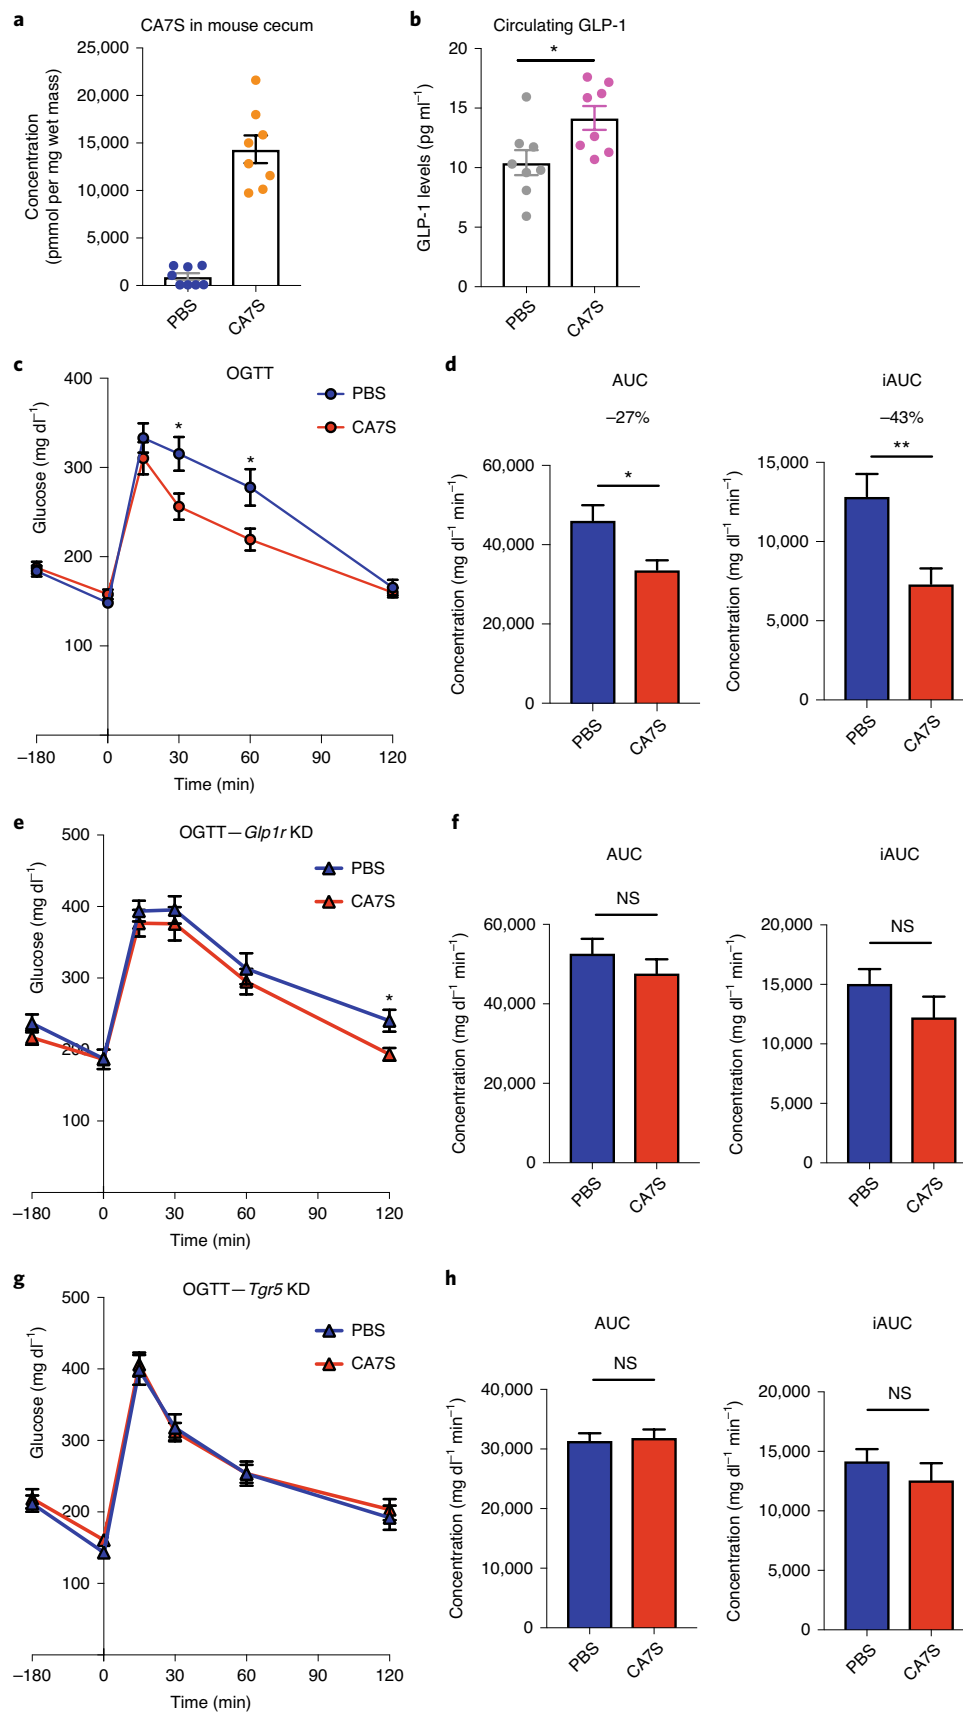 a
CA7S in mouse cecum
Concentration
(pmmol per mg wet mass)
25,000
20,000
15,000
10,000
5,000
0
PBS
CA7S
b
Circulating GLP-1
*
GLP-1 levels (pg ml⁻¹)
20
15
10
5
0
PBS
CA7S
c
OGTT
Glucose (mg dl⁻¹)
400
300
200
100
PBS
CA7S
*
*
−180
0
30
60
90
120
Time (min)
d
AUC
−27%
*
Concentration (mg dl⁻¹ min⁻¹)
60,000
40,000
20,000
0
PBS
CA7S
iAUC
−43%
**
Concentration (mg dl⁻¹ min⁻¹)
15,000
10,000
5,000
0
PBS
CA7S
e
OGTT—Glp1r KD
Glucose (mg dl⁻¹)
500
400
300
200
100
PBS
CA7S
*
−180
0
30
60
90
120
Time (min)
f
AUC
NS
Concentration (mg dl⁻¹ min⁻¹)
60,000
40,000
20,000
0
PBS
CA7S
iAUC
NS
Concentration (mg dl⁻¹ min⁻¹)
20,000
15,000
10,000
5,000
0
PBS
CA7S
g
OGTT—Tgr5 KD
Glucose (mg dl⁻¹)
500
400
300
200
100
PBS
CA7S
−180
0
30
60
90
120
Time (min)
h
AUC
NS
Concentration (mg dl⁻¹ min⁻¹)
40,000
30,000
20,000
10,000
0
PBS
CA7S
iAUC
NS
Concentration (mg dl⁻¹ min⁻¹)
20,000
15,000
10,000
5,000
0
PBS
CA7S